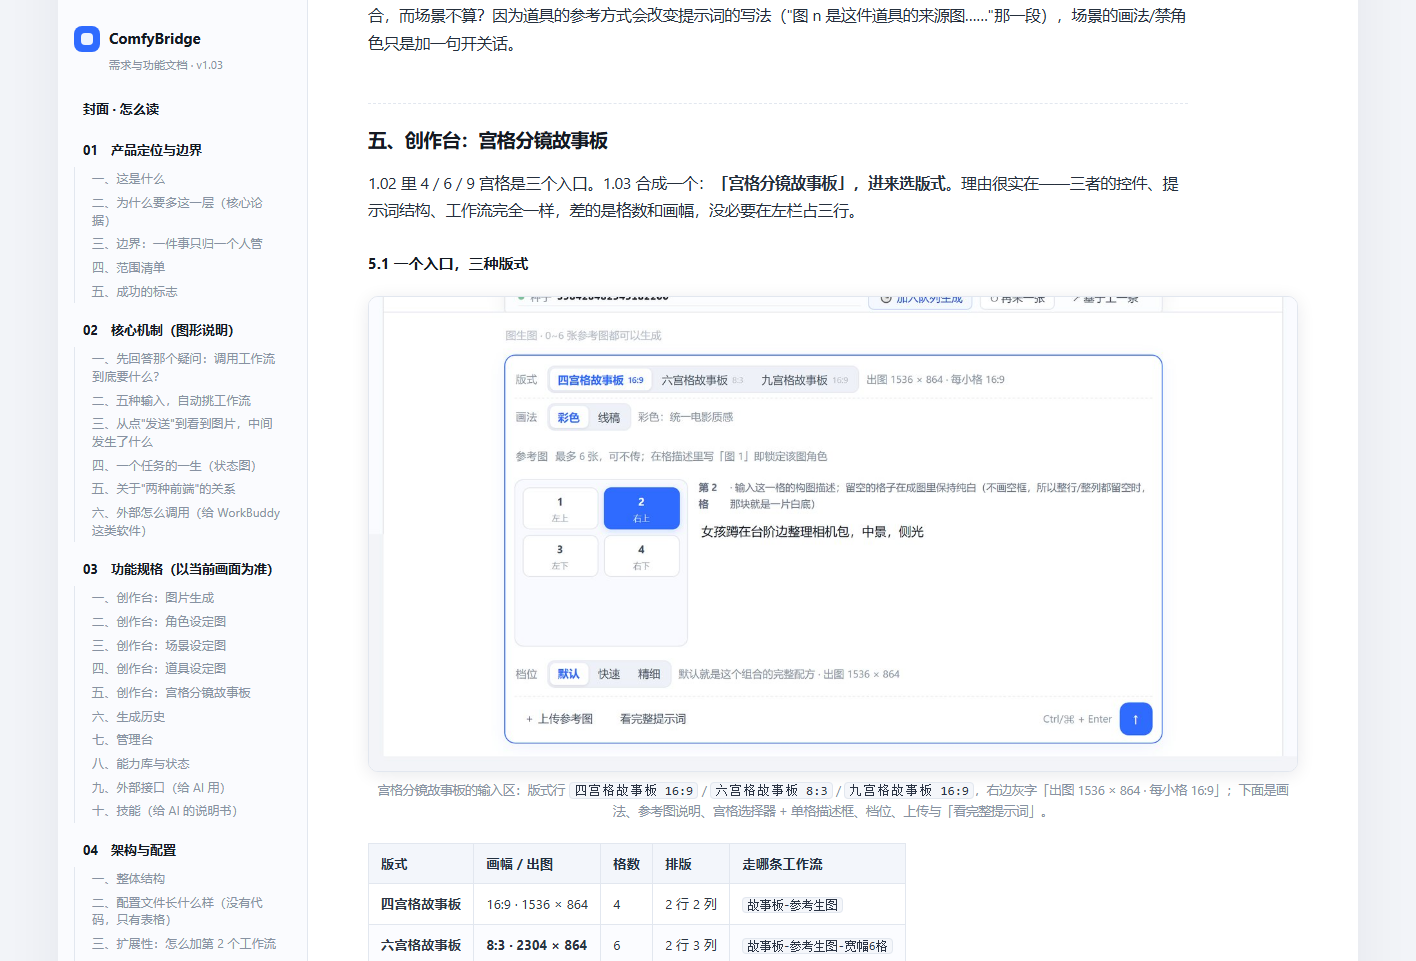 ComfyBridge
需求与功能文档 · v1.03
封面 · 怎么读
01 产品定位与边界
一、这是什么
二、为什么要多这一层（核心论
据）
三、边界：一件事只归一个人管
四、范围清单
五、成功的标志
02 核心机制（图形说明）
一、先回答那个疑问：调用工作流
到底要什么？
二、五种输入，自动挑工作流
三、从点"发送"到看到图片，中间
发生了什么
四、一个任务的一生（状态图）
五、关于"两种前端"的关系
六、外部怎么调用（给 WorkBuddy
这类软件）
03 功能规格（以当前画面为准）
一、创作台：图片生成
二、创作台：角色设定图
三、创作台：场景设定图
四、创作台：道具设定图
五、创作台：宫格分镜故事板
六、生成历史
七、管理台
八、能力库与状态
九、外部接口（给 AI 用）
十、技能（给 AI 的说明书）
04 架构与配置
一、整体结构
二、配置文件长什么样（没有代
码，只有表格）
三、扩展性：怎么加第 2 个工作流
合，而场景不算？因为道具的参考方式会改变提示词的写法（"图 n 是这件道具的来源图……"那一段），场景的画法/禁角
色只是加一句开关话。
五、创作台：宫格分镜故事板
1.02 里 4 / 6 / 9 宫格是三个入口。1.03 合成一个：「宫格分镜故事板」，进来选版式。理由很实在——三者的控件、提
示词结构、工作流完全一样，差的是格数和画幅，没必要在左栏占三行。
5.1 一个入口，三种版式
种子 加入队列生成 再来一张 基于上一条
图生图 · 0~6 张参考图都可以生成
版式 四宫格故事板 16:9 六宫格故事板 8:3 九宫格故事板 16:9 出图 1536 × 864 · 每小格 16:9
画法 彩色 线稿 彩色：统一电影质感
参考图 最多 6 张，可不传；在格描述里写「图 1」即锁定该图角色
1 左上
2 右上
3 左下
4 右下
第 2 格 · 输入这一格的构图描述；留空的格子在成图里保持纯白（不画空框，所以整行/整列都留空时，
那块就是一片白底）
女孩蹲在台阶边整理相机包，中景，侧光
档位 默认 快速 精细 默认就是这个组合的完整配方 · 出图 1536 × 864
+ 上传参考图 看完整提示词 Ctrl/⌘ + Enter ↑
宫格分镜故事板的输入区：版式行 四宫格故事板 16:9 / 六宫格故事板 8:3 / 九宫格故事板 16:9，右边灰字「出图 1536 × 864 · 每小格 16:9」；下面是画
法、参考图说明、宫格选择器 + 单格描述框、档位、上传与「看完整提示词」。
版式 画幅 / 出图 格数 排版 走哪条工作流
四宫格故事板 16:9 · 1536 × 864 4 2 行 2 列 故事板-参考生图
六宫格故事板 8:3 · 2304 × 864 6 2 行 3 列 故事板-参考生图-宽幅6格